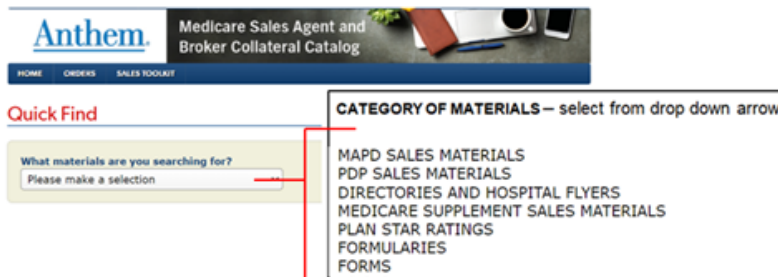 Anthem.
Medicare Sales Agent and
Broker Collateral Catalog
HOME ORDERS SALES TOOLKIT
Quick Find
What materials are you searching for?
Please make a selection
CATEGORY OF MATERIALS – select from drop down arrow
MAPD SALES MATERIALS
PDP SALES MATERIALS
DIRECTORIES AND HOSPITAL FLYERS
MEDICARE SUPPLEMENT SALES MATERIALS
PLAN STAR RATINGS
FORMULARIES
FORMS